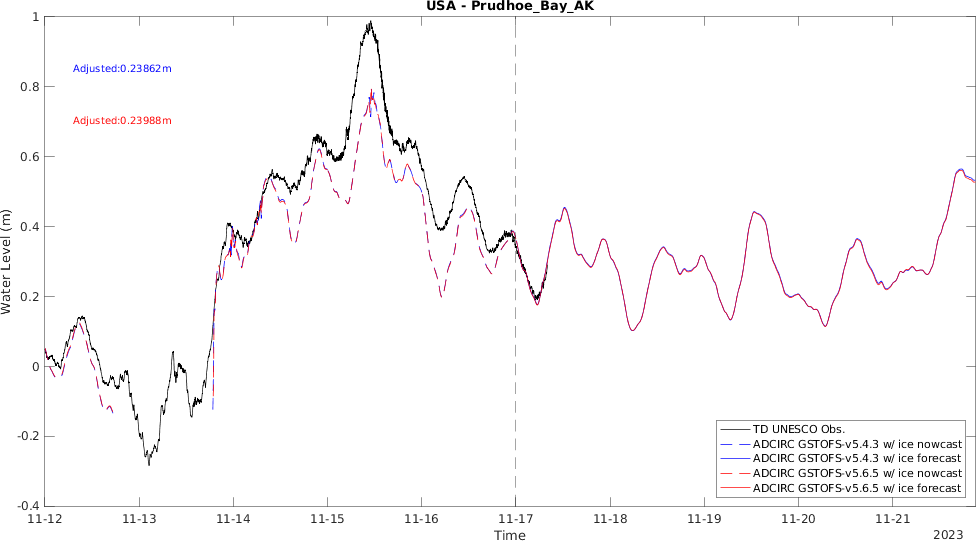 USA - Prudhoe_Bay_AK
1
0.8
0.6
0.4
0.2
0
-0.2
-0.4
Water Level (m)
Adjusted:0.23862m
Adjusted:0.23988m
TD UNESCO Obs.
ADCIRC GSTOFS-v5.4.3 w/ ice nowcast
ADCIRC GSTOFS-v5.4.3 w/ ice forecast
ADCIRC GSTOFS-v5.6.5 w/ ice nowcast
ADCIRC GSTOFS-v5.6.5 w/ ice forecast
11-12 11-13 11-14 11-15 11-16 11-17 11-18 11-19 11-20 11-21
Time
2023